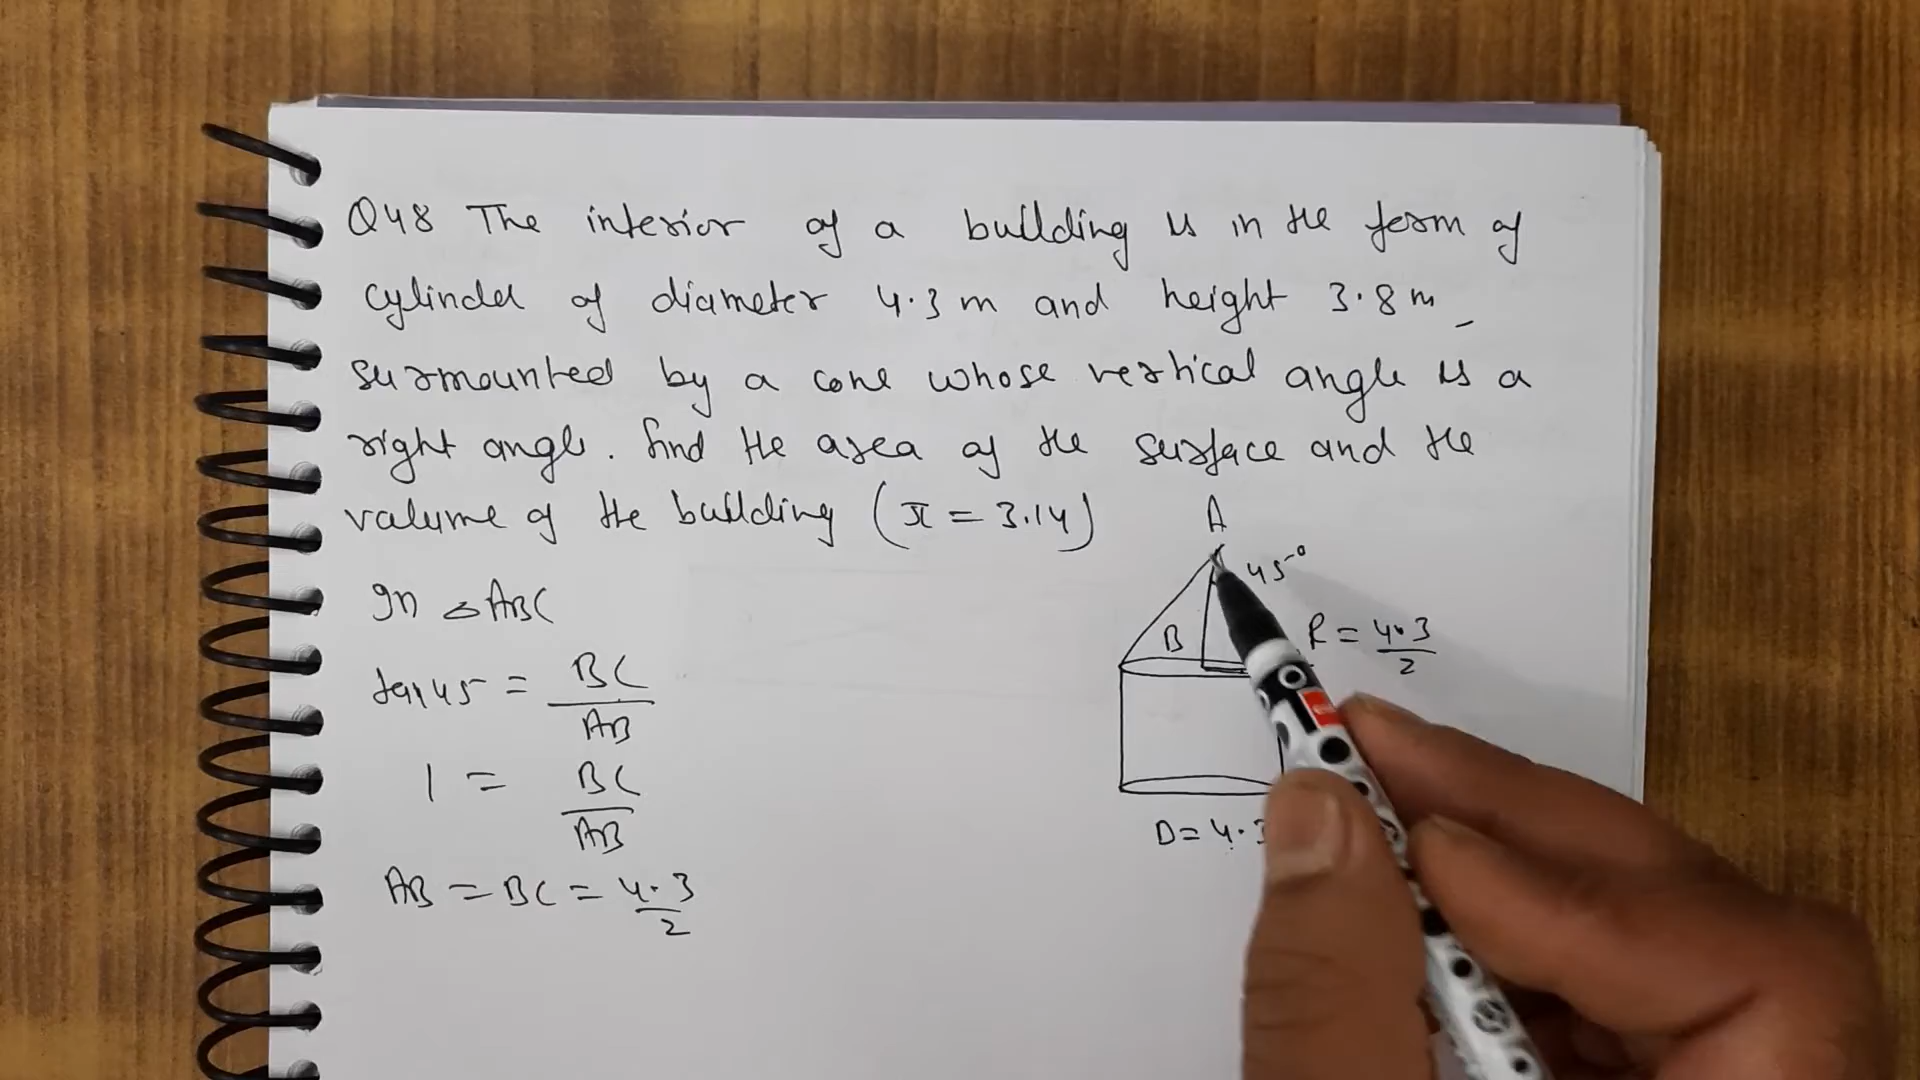 Q48 The interior of a building is in the form of
cylinder of diameter 4.3 m and height 3.8 m
surmounted by a cone whose vertical angle is a
right angle. find the area of the surface and the
valume of the building (π = 3.14)
A
45°
In △ABC
B
R = 4.3/2
tan 45 = BC/AB
1 = BC/AB
D = 4.3
AB = BC = 4.3/2